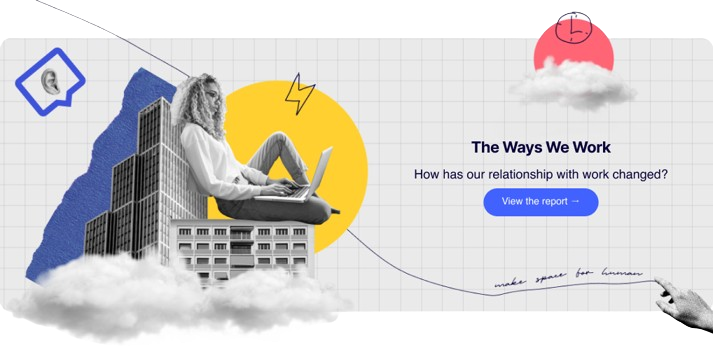 The Ways We Work
How has our relationship with work changed?
View the report →
make space for human